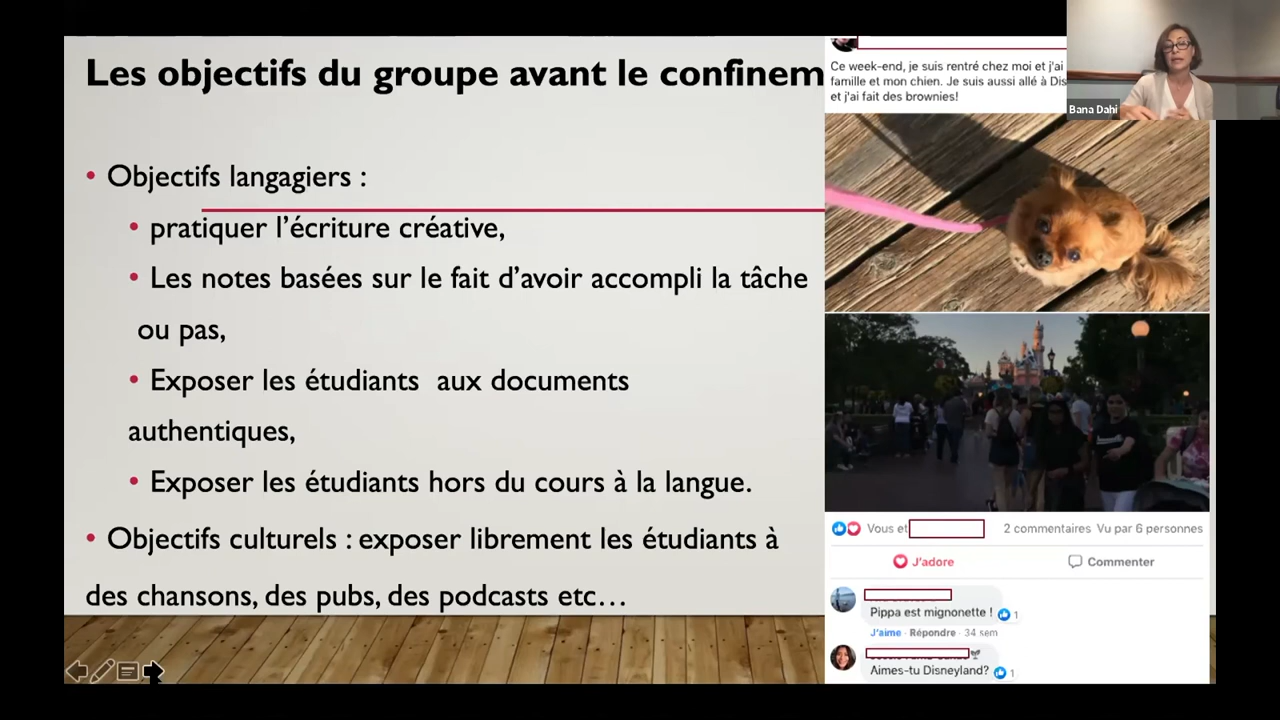 Les objectifs du groupe avant le confinem
• Objectifs langagiers :
• pratiquer l’écriture créative,
• Les notes basées sur le fait d’avoir accompli la tâche
ou pas,
• Exposer les étudiants aux documents
authentiques,
• Exposer les étudiants hors du cours à la langue.
• Objectifs culturels : exposer librement les étudiants à
des chansons, des pubs, des podcasts etc…
Ce week-end, je suis rentré chez moi et j'ai
famille et mon chien. Je suis aussi allé à Dis
et j'ai fait des brownies!
Bana Dahi
Vous et 2 commentaires Vu par 6 personnes
J'adore Commenter
Pippa est mignonette ! 1
J'aime · Répondre · 34 sem
Aimes-tu Disneyland? 1